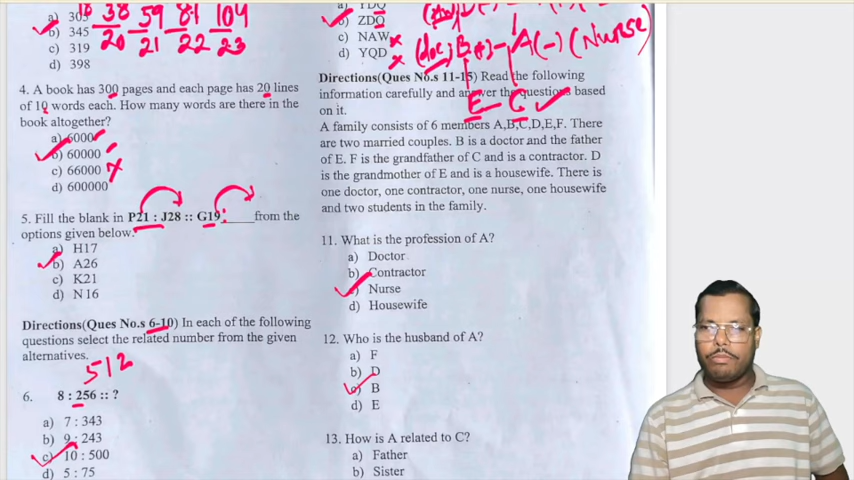 a) 305
b) 345
c) 319
d) 398
38 59 81 104
20 21 22 23
4. A book has 300 pages and each page has 20 lines
of 10 words each. How many words are there in the
book altogether?
a) 6000
b) 60000
c) 66000
d) 600000
5. Fill the blank in P21 : J28 :: G19:____from the
options given below.
a) H17
b) A26
c) K21
d) N16
Directions(Ques No.s 6-10) In each of the following
questions select the related number from the given
alternatives.
512
6. 8 : 256 :: ?
a) 7 : 343
b) 9 : 243
c) 10 : 500
d) 5 : 75
a) YDQ
b) ZDQ
c) NAW
d) YQD
(doc) B(+) - A(-) (Nurse)
E - C
Directions(Ques No.s 11-15) Read the following
information carefully and answer the questions based
on it.
A family consists of 6 members A,B,C,D,E,F. There
are two married couples. B is a doctor and the father
of E. F is the grandfather of C and is a contractor. D
is the grandmother of E and is a housewife. There is
one doctor, one contractor, one nurse, one housewife
and two students in the family.
11. What is the profession of A?
a) Doctor
b) Contractor
c) Nurse
d) Housewife
12. Who is the husband of A?
a) F
b) D
c) B
d) E
13. How is A related to C?
a) Father
b) Sister